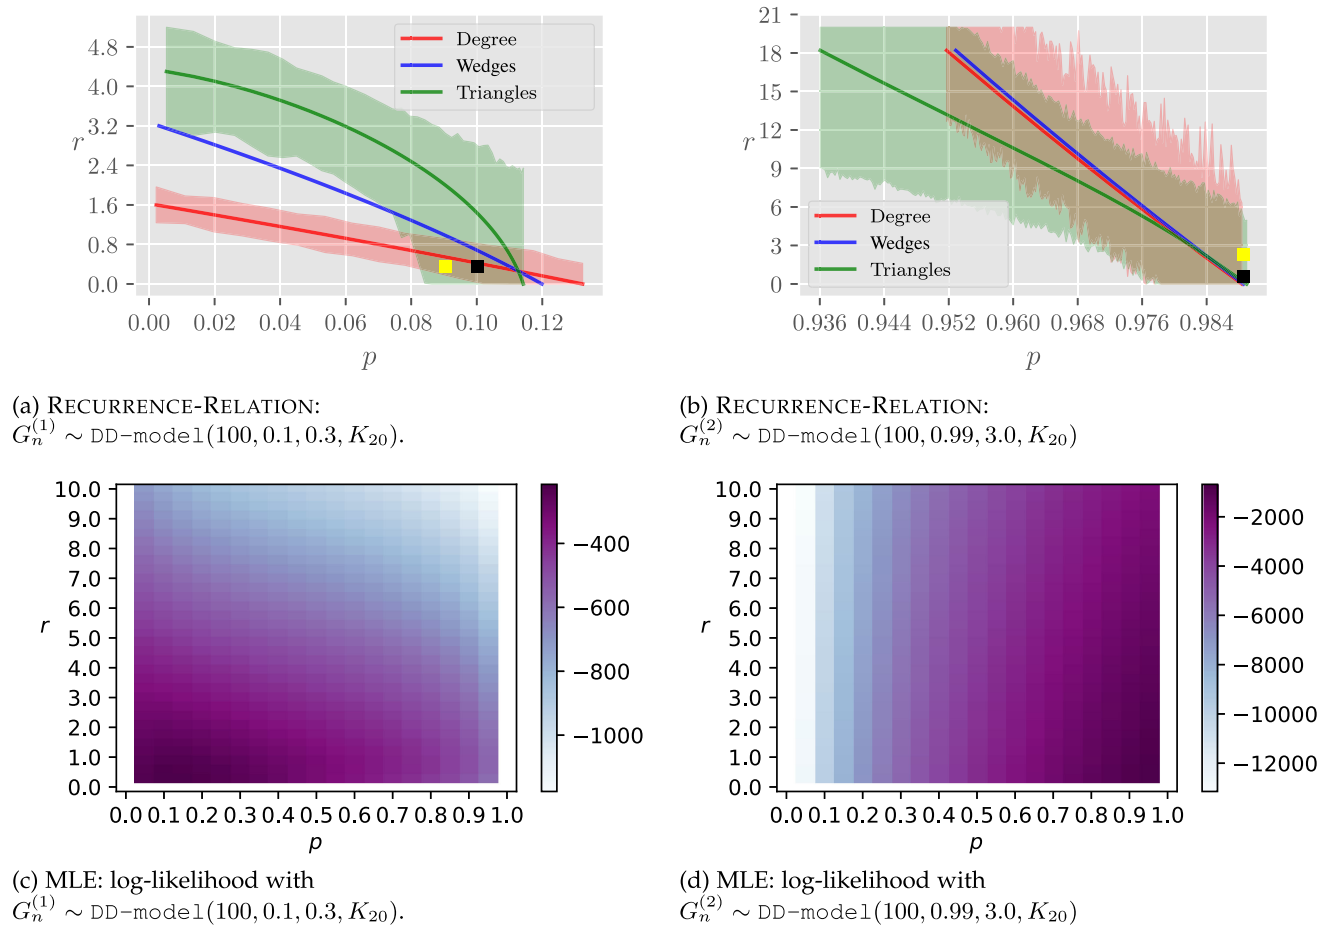 4.8
4.0
3.2
2.4
1.6
0.8
0.0
r
Degree
Wedges
Triangles
0.00 0.02 0.04 0.06 0.08 0.10 0.12
p
21
18
15
12
9
6
3
0
r
Degree
Wedges
Triangles
0.936 0.944 0.952 0.960 0.968 0.976 0.984
p
(a) RECURRENCE-RELATION:
G_n^{(1)} ∼ DD-model(100, 0.1, 0.3, K_{20}).
(b) RECURRENCE-RELATION:
G_n^{(2)} ∼ DD-model(100, 0.99, 3.0, K_{20})
10.0
9.0
8.0
7.0
6.0
5.0
4.0
3.0
2.0
1.0
0.0
r
0.0 0.1 0.2 0.3 0.4 0.5 0.6 0.7 0.8 0.9 1.0
p
−400
−600
−800
−1000
10.0
9.0
8.0
7.0
6.0
5.0
4.0
3.0
2.0
1.0
0.0
r
0.0 0.1 0.2 0.3 0.4 0.5 0.6 0.7 0.8 0.9 1.0
p
−2000
−4000
−6000
−8000
−10000
−12000
(c) MLE: log-likelihood with
G_n^{(1)} ∼ DD-model(100, 0.1, 0.3, K_{20}).
(d) MLE: log-likelihood with
G_n^{(2)} ∼ DD-model(100, 0.99, 3.0, K_{20})